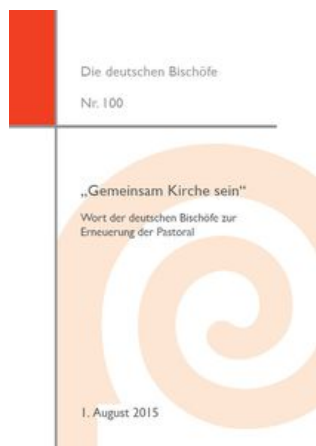 Die deutschen Bischöfe
Nr. 100
„Gemeinsam Kirche sein“
Wort der deutschen Bischöfe zur
Erneuerung der Pastoral
1. August 2015